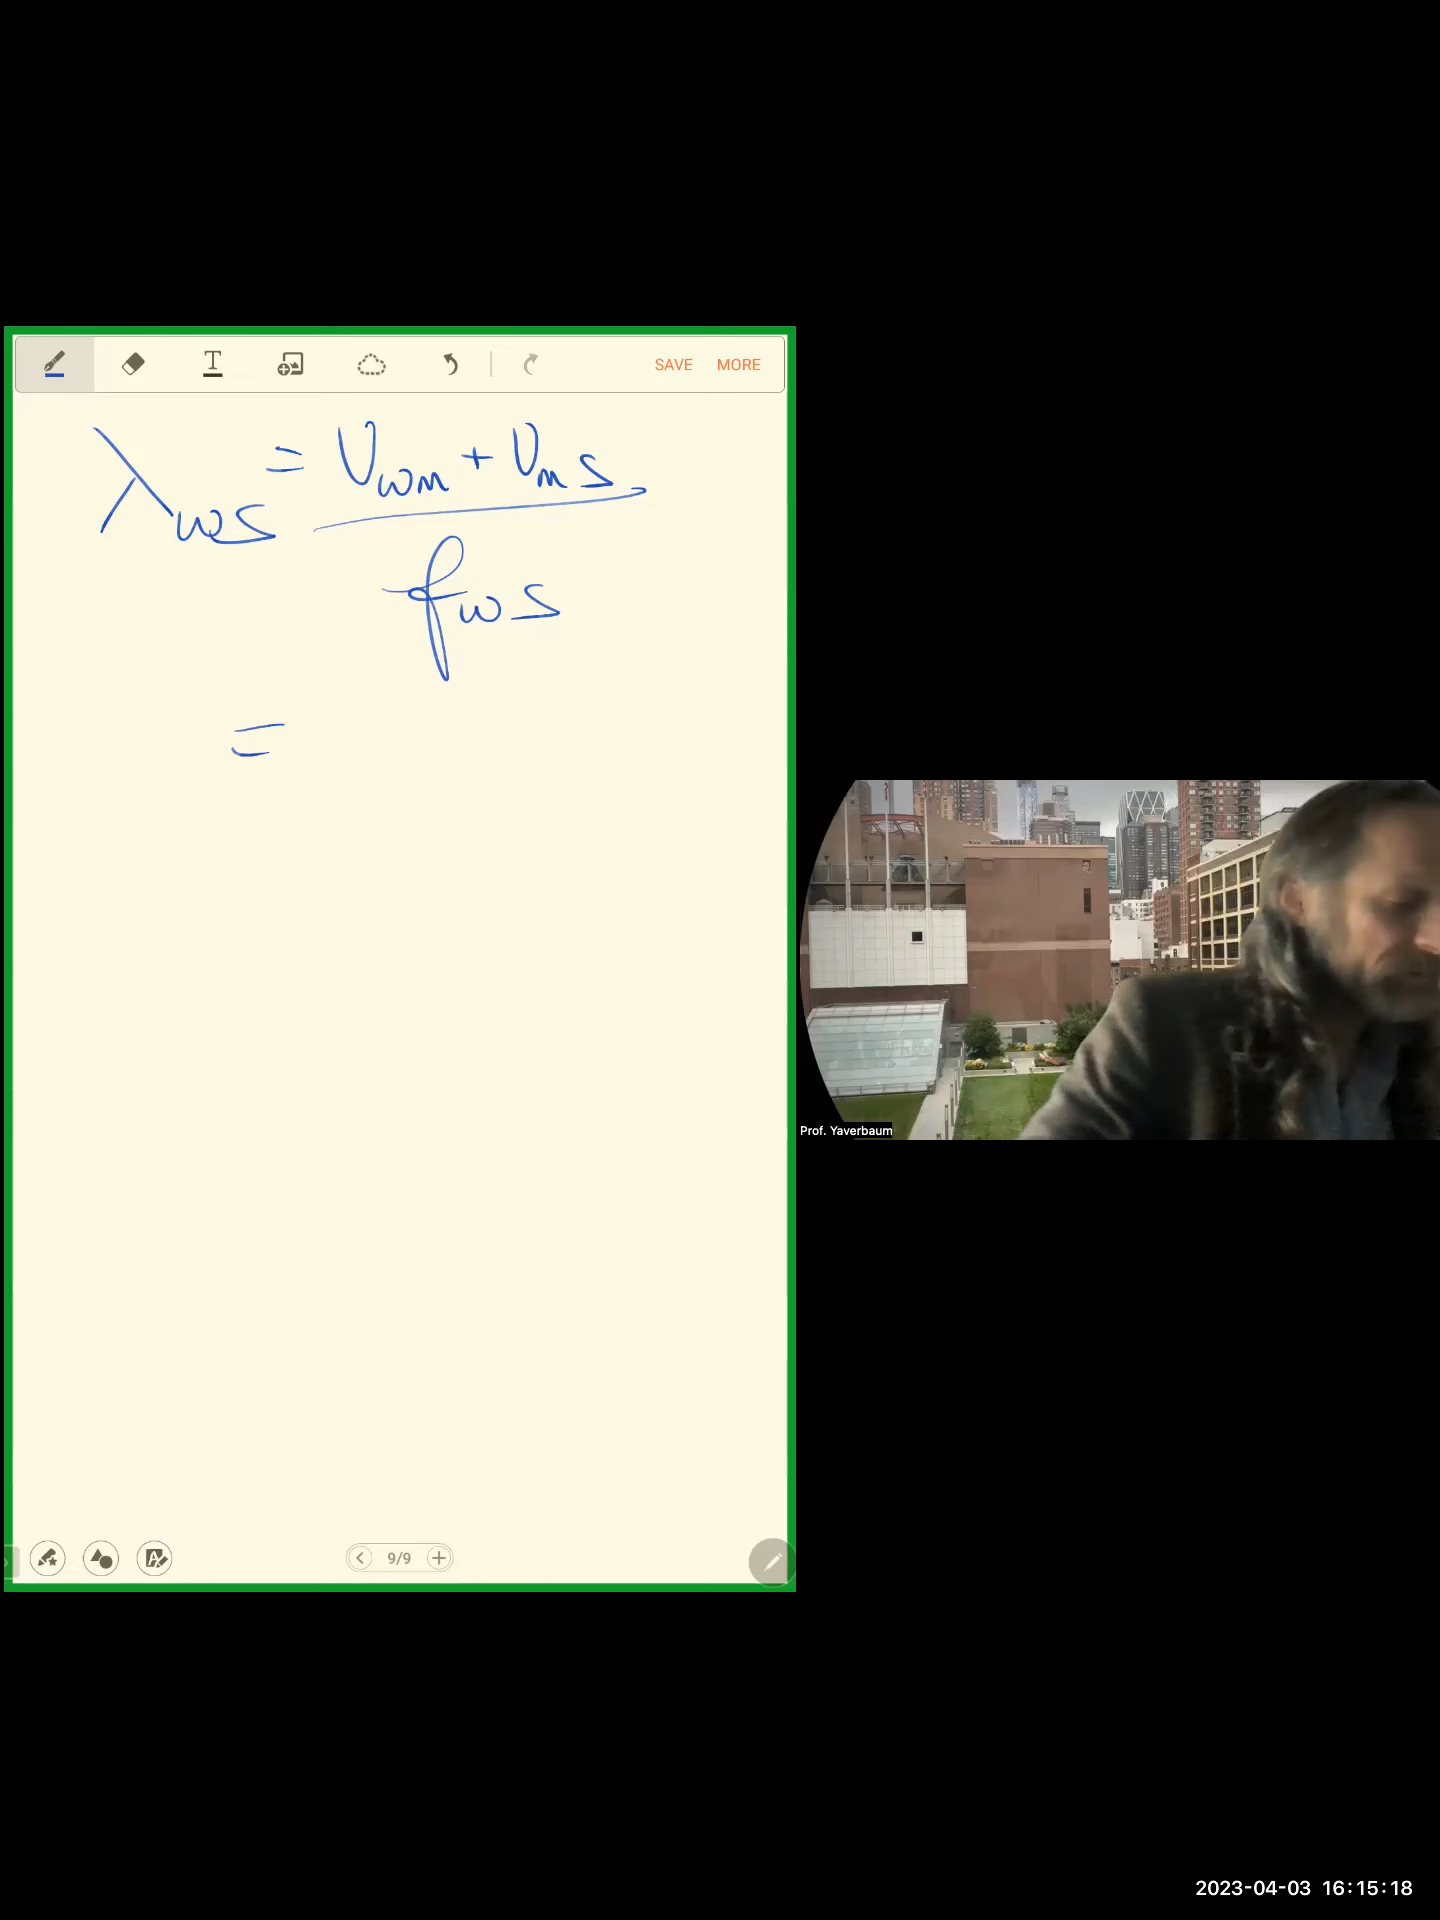 T SAVE MORE
λws = Vwm + Vms
fws
=
A
9/9
Prof. Yaverbaum
2023-04-03 16:15:18